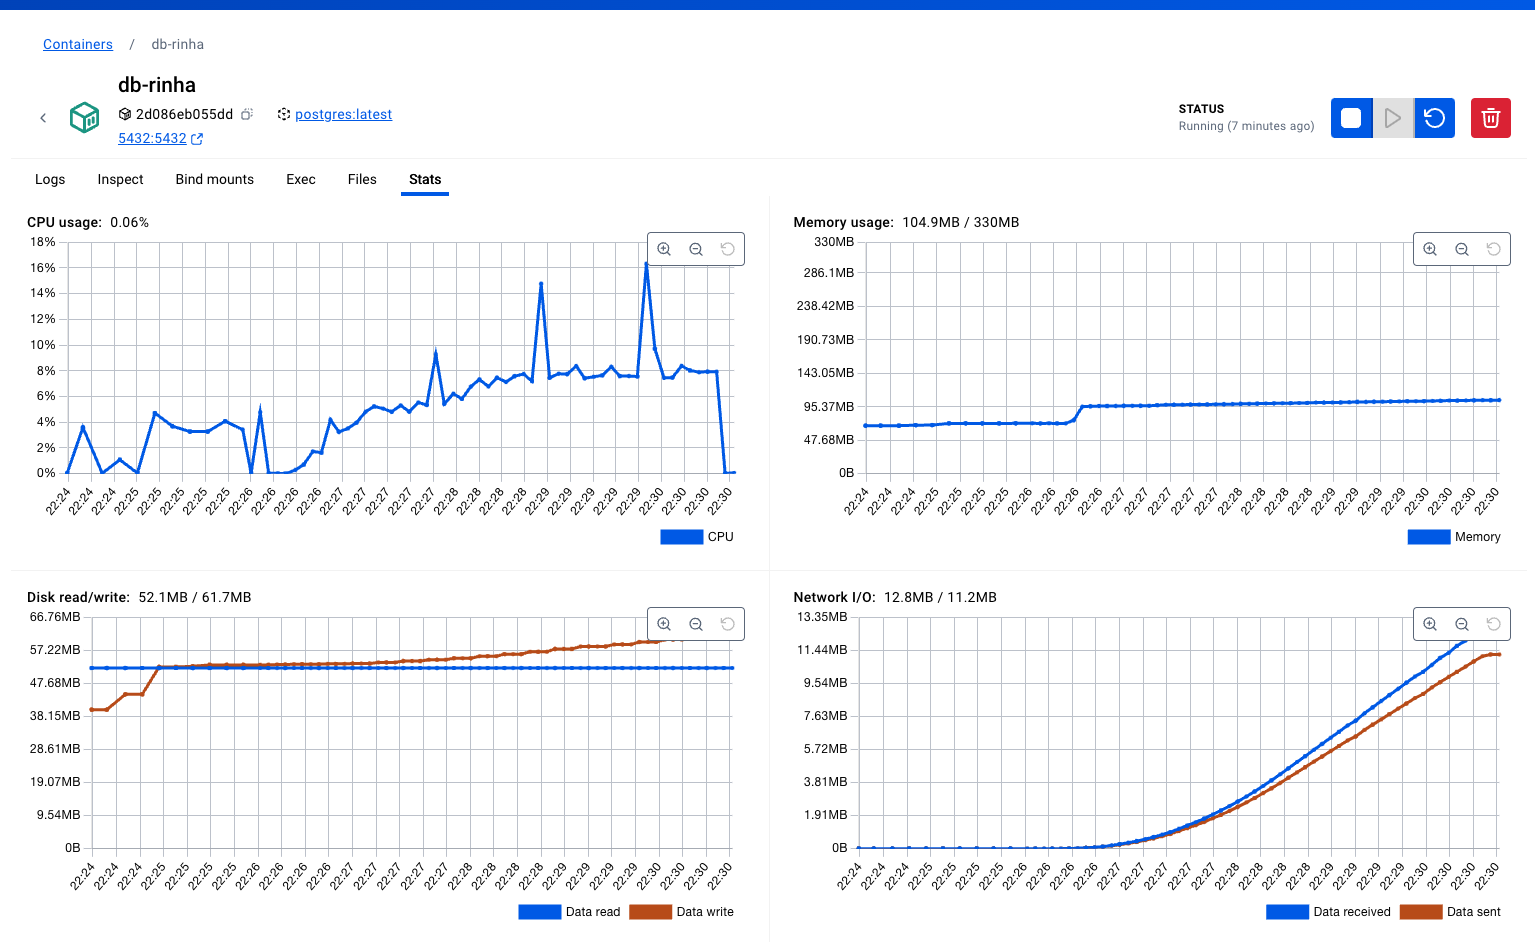 Containers / db-rinha
db-rinha
2d086eb055dd postgres:latest
5432:5432
STATUS
Running (7 minutes ago)
Logs Inspect Bind mounts Exec Files Stats
CPU usage: 0.06%
18%
16%
14%
12%
10%
8%
6%
4%
2%
0%
22:24 22:24 22:24 22:25 22:25 22:25 22:25 22:25 22:26 22:26 22:26 22:26 22:27 22:27 22:27 22:27 22:27 22:28 22:28 22:28 22:28 22:29 22:29 22:29 22:29 22:29 22:30 22:30 22:30 22:30
CPU
Memory usage: 104.9MB / 330MB
330MB
286.1MB
238.42MB
190.73MB
143.05MB
95.37MB
47.68MB
0B
22:24 22:24 22:24 22:25 22:25 22:25 22:25 22:26 22:26 22:26 22:26 22:27 22:27 22:27 22:27 22:27 22:28 22:28 22:28 22:28 22:29 22:29 22:29 22:29 22:30 22:30 22:30 22:30
Memory
Disk read/write: 52.1MB / 61.7MB
66.76MB
57.22MB
47.68MB
38.15MB
28.61MB
19.07MB
9.54MB
0B
22:24 22:24 22:24 22:25 22:25 22:25 22:25 22:26 22:26 22:26 22:26 22:27 22:27 22:27 22:27 22:27 22:28 22:28 22:28 22:28 22:29 22:29 22:29 22:29 22:30 22:30 22:30 22:30
Data read Data write
Network I/O: 12.8MB / 11.2MB
13.35MB
11.44MB
9.54MB
7.63MB
5.72MB
3.81MB
1.91MB
0B
22:24 22:24 22:24 22:25 22:25 22:25 22:25 22:26 22:26 22:26 22:26 22:27 22:27 22:27 22:27 22:27 22:28 22:28 22:28 22:28 22:29 22:29 22:29 22:29 22:30 22:30 22:30 22:30
Data received Data sent